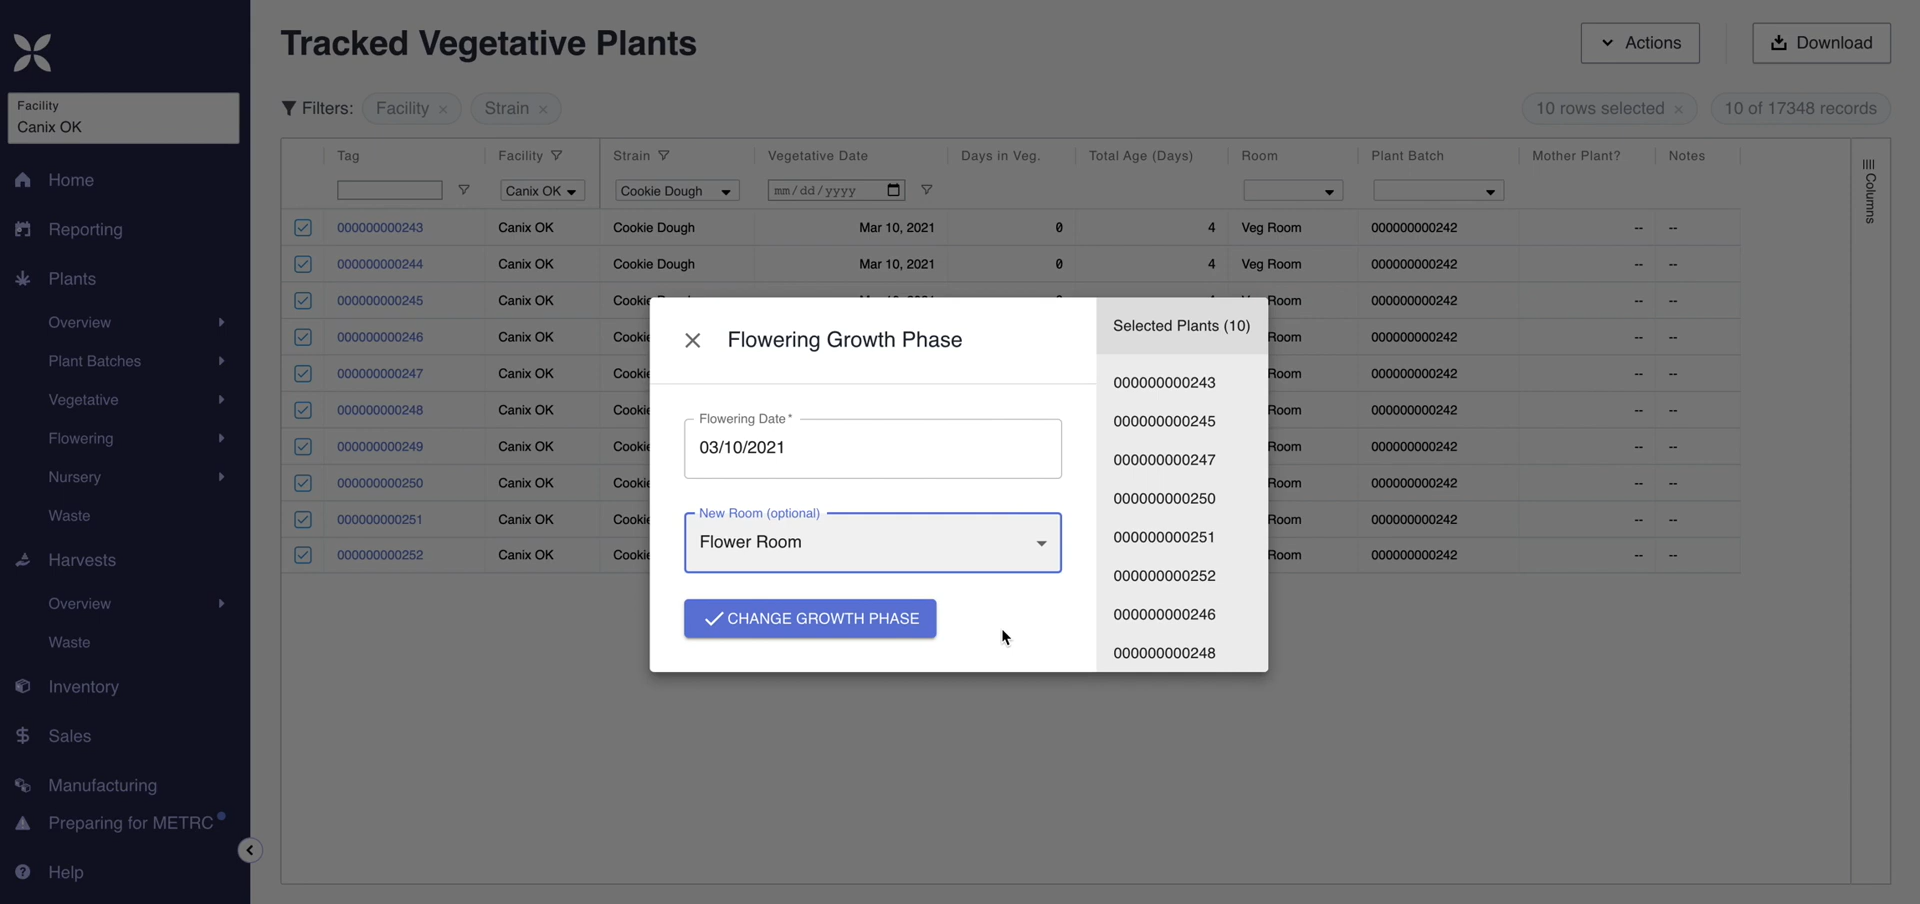 Tracked Vegetative Plants
Actions
Download
Facility
Canix OK
Filters: Facility × Strain ×
10 rows selected × 10 of 17348 records
Home
Reporting
Plants
Overview
Plant Batches
Vegetative
Flowering
Nursery
Waste
Harvests
Overview
Waste
Inventory
Sales
Manufacturing
Preparing for METRC
Help
Tag Facility Strain Vegetative Date Days in Veg. Total Age (Days) Room Plant Batch Mother Plant? Notes
Canix OK Cookie Dough mm/dd/yyyy
000000000243 Canix OK Cookie Dough Mar 10, 2021 0 4 Veg Room 000000000242 -- --
000000000244 Canix OK Cookie Dough Mar 10, 2021 0 4 Veg Room 000000000242 -- --
000000000245 Canix OK Cookie Room 000000000242 -- --
000000000246 Canix OK Cookie Room 000000000242 -- --
000000000247 Canix OK Cookie Room 000000000242 -- --
000000000248 Canix OK Cookie Room 000000000242 -- --
000000000249 Canix OK Cookie Room 000000000242 -- --
000000000250 Canix OK Cookie Room 000000000242 -- --
000000000251 Canix OK Cookie Room 000000000242 -- --
000000000252 Canix OK Cookie Room 000000000242 -- --
Columns
Flowering Growth Phase
Flowering Date*
03/10/2021
New Room (optional)
Flower Room
CHANGE GROWTH PHASE
Selected Plants (10)
000000000243
000000000245
000000000247
000000000250
000000000251
000000000252
000000000246
000000000248